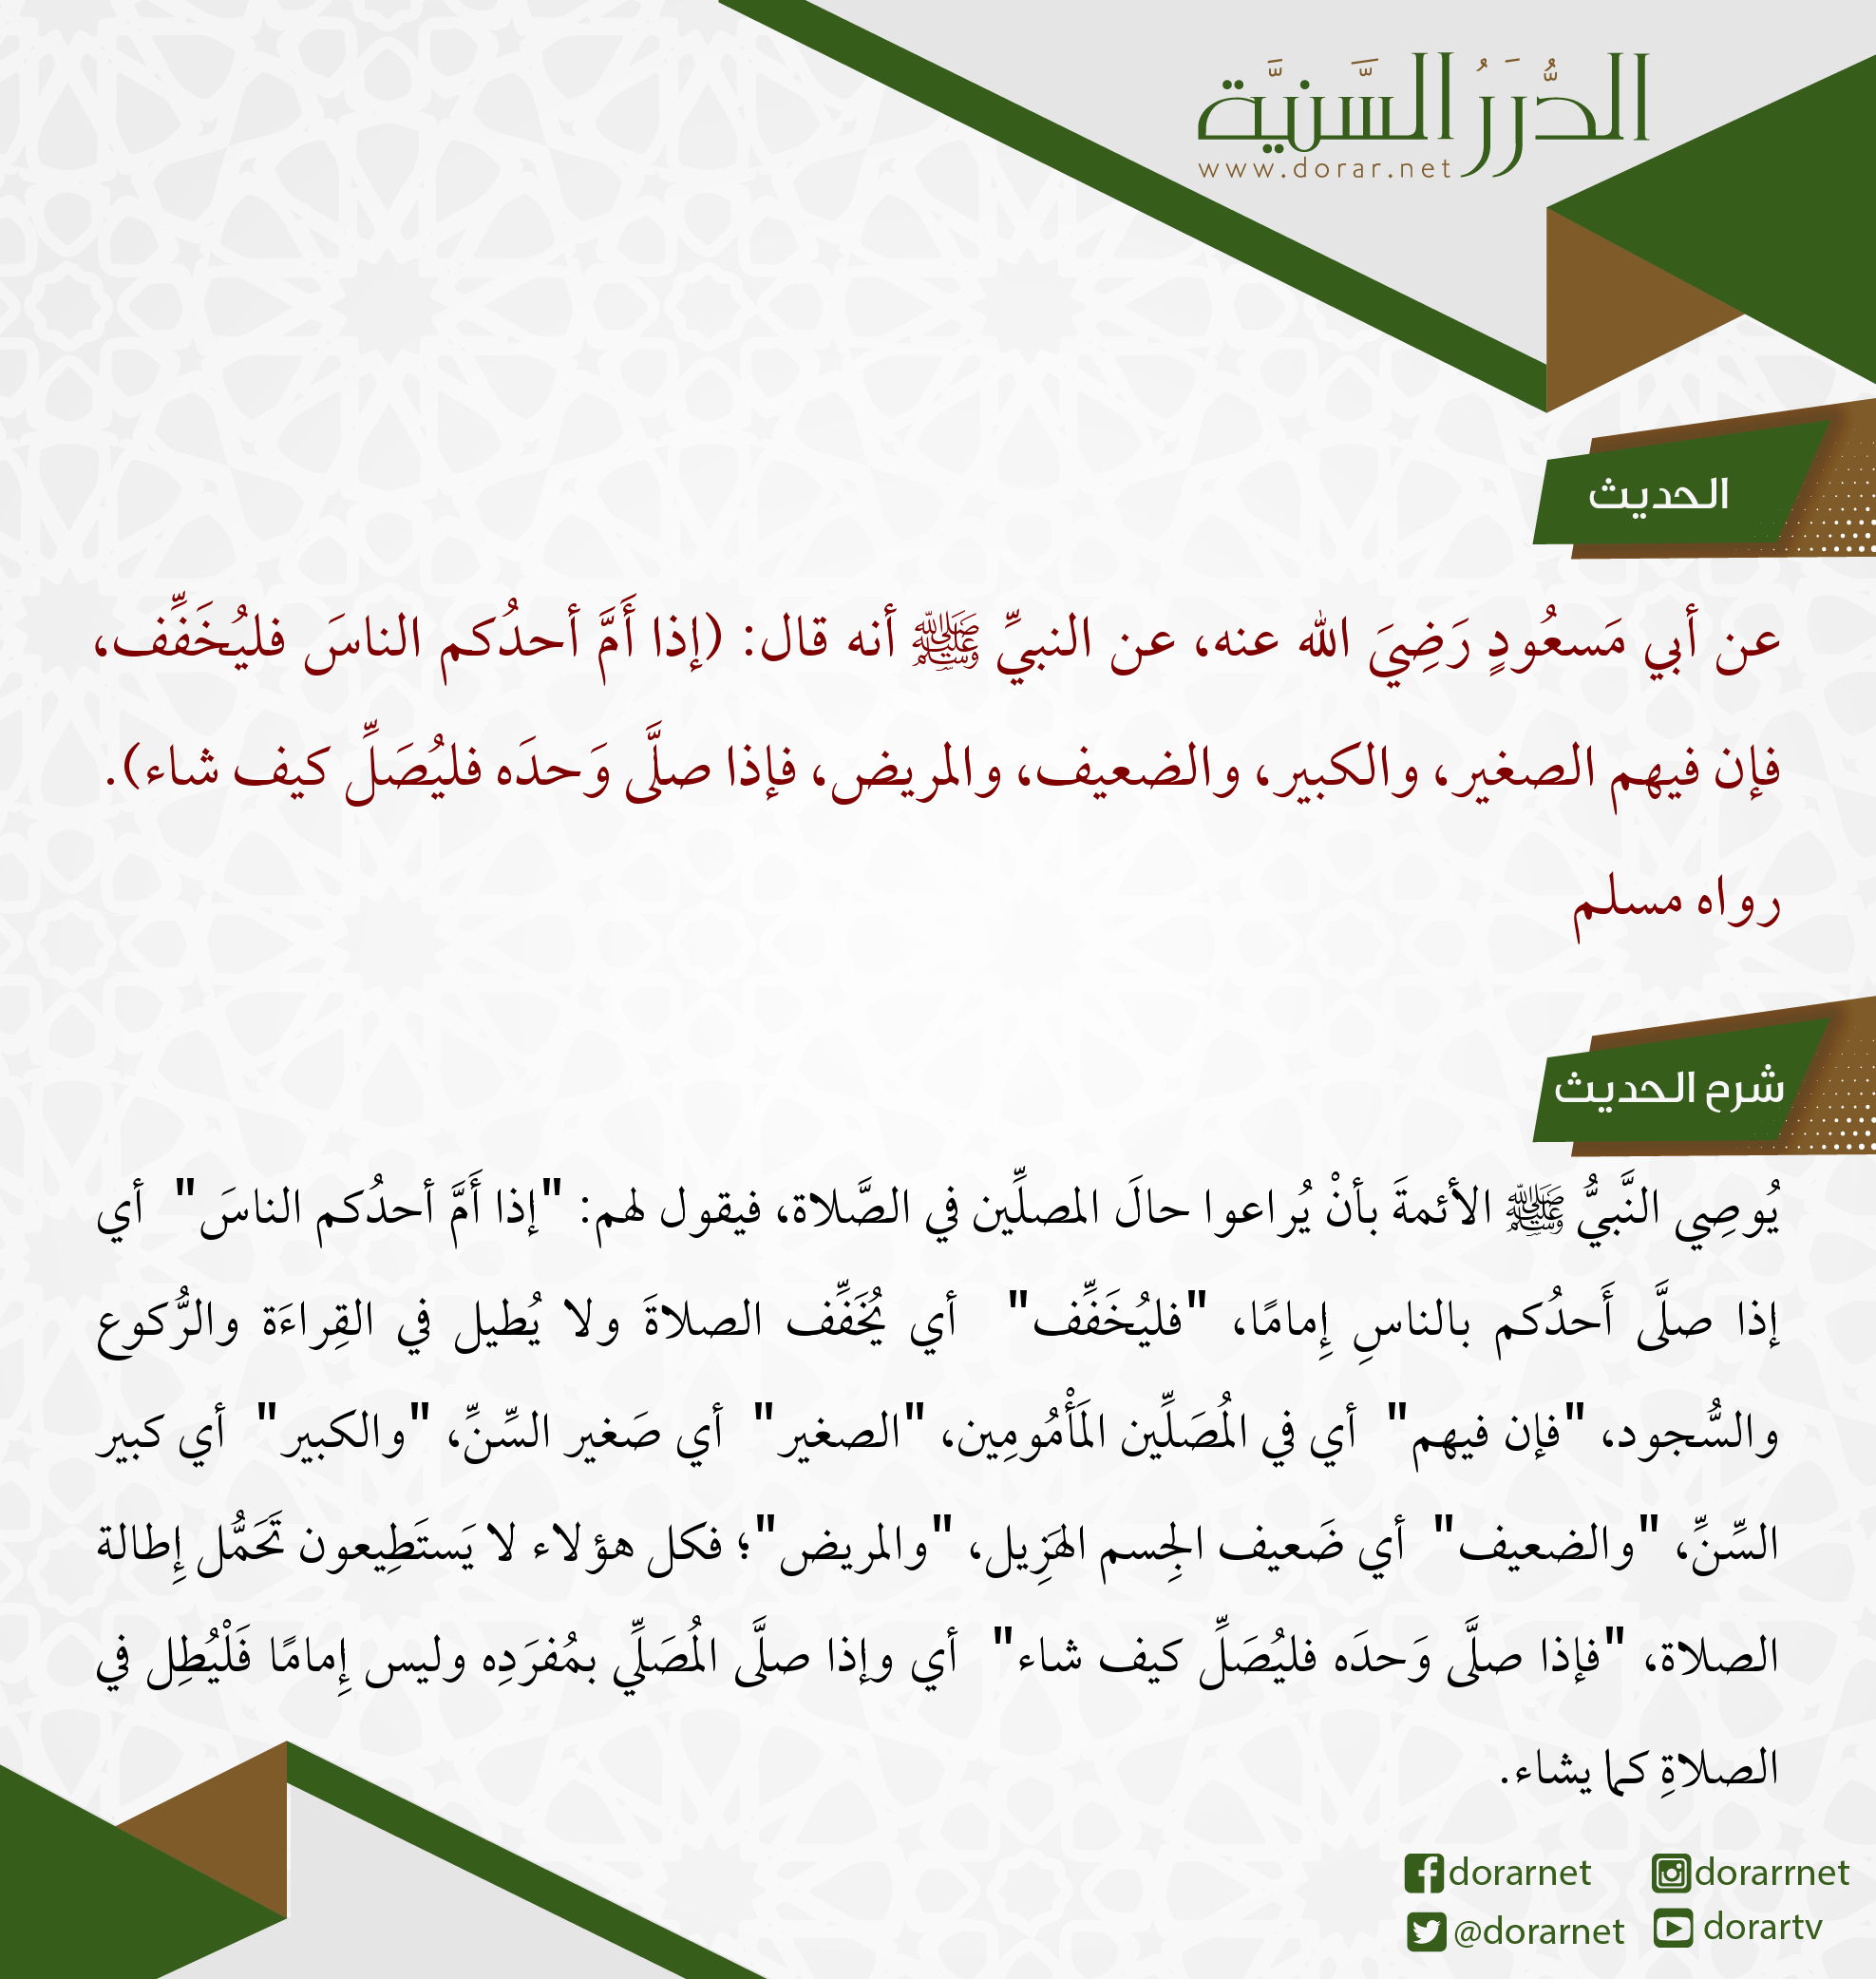 الدُّرَرُ السَّنيَّة
www.dorar.net
الحديث
عن أبي مَسعُودٍ رَضِيَ الله عنه، عن النبيِّ ﷺ أنه قال: (إذا أَمَّ أحدُكم الناسَ فليُخَفِّف،
فإن فيهم الصغير، والكبير، والضعيف، والمريض، فإذا صلَّى وَحدَه فليُصَلِّ كيف شاء).
رواه مسلم
شرح الحديث
يُوصِي النَّبيُّ ﷺ الأئمةَ بأنْ يُراعوا حالَ المصلِّين في الصَّلاة، فيقول لهم: "إذا أَمَّ أحدُكم الناسَ" أي
إذا صلَّى أَحدُكم بالناسِ إِمامًا، "فليُخَفِّف" أي يُخَفِّف الصلاةَ ولا يُطيل في القِراءَة والرُّكوع
والسُّجود، "فإن فيهم" أي في المُصَلِّين المَأْمُومِين، "الصغير" أي صَغير السِّنِّ، "والكبير" أي كبير
السِّنِّ، "والضعيف" أي ضَعيف الجِسم الهَزِيل، "والمريض"؛ فكل هؤلاء لا يَستَطِيعون تَحَمُّل إِطالة
الصلاة، "فإذا صلَّى وَحدَه فليُصَلِّ كيف شاء" أي وإذا صلَّى المُصَلِّي بمُفرَدِه وليس إِمامًا فَلْيُطِل في
الصلاةِ كما يشاء.
dorarnet dorarrnet
@dorarnet dorartv